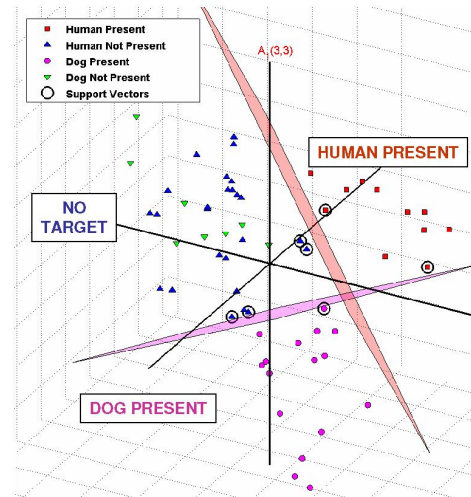 Human Present
Human Not Present
Dog Present
Dog Not Present
Support Vectors
A, (3,3)
HUMAN PRESENT
NO
TARGET
DOG PRESENT